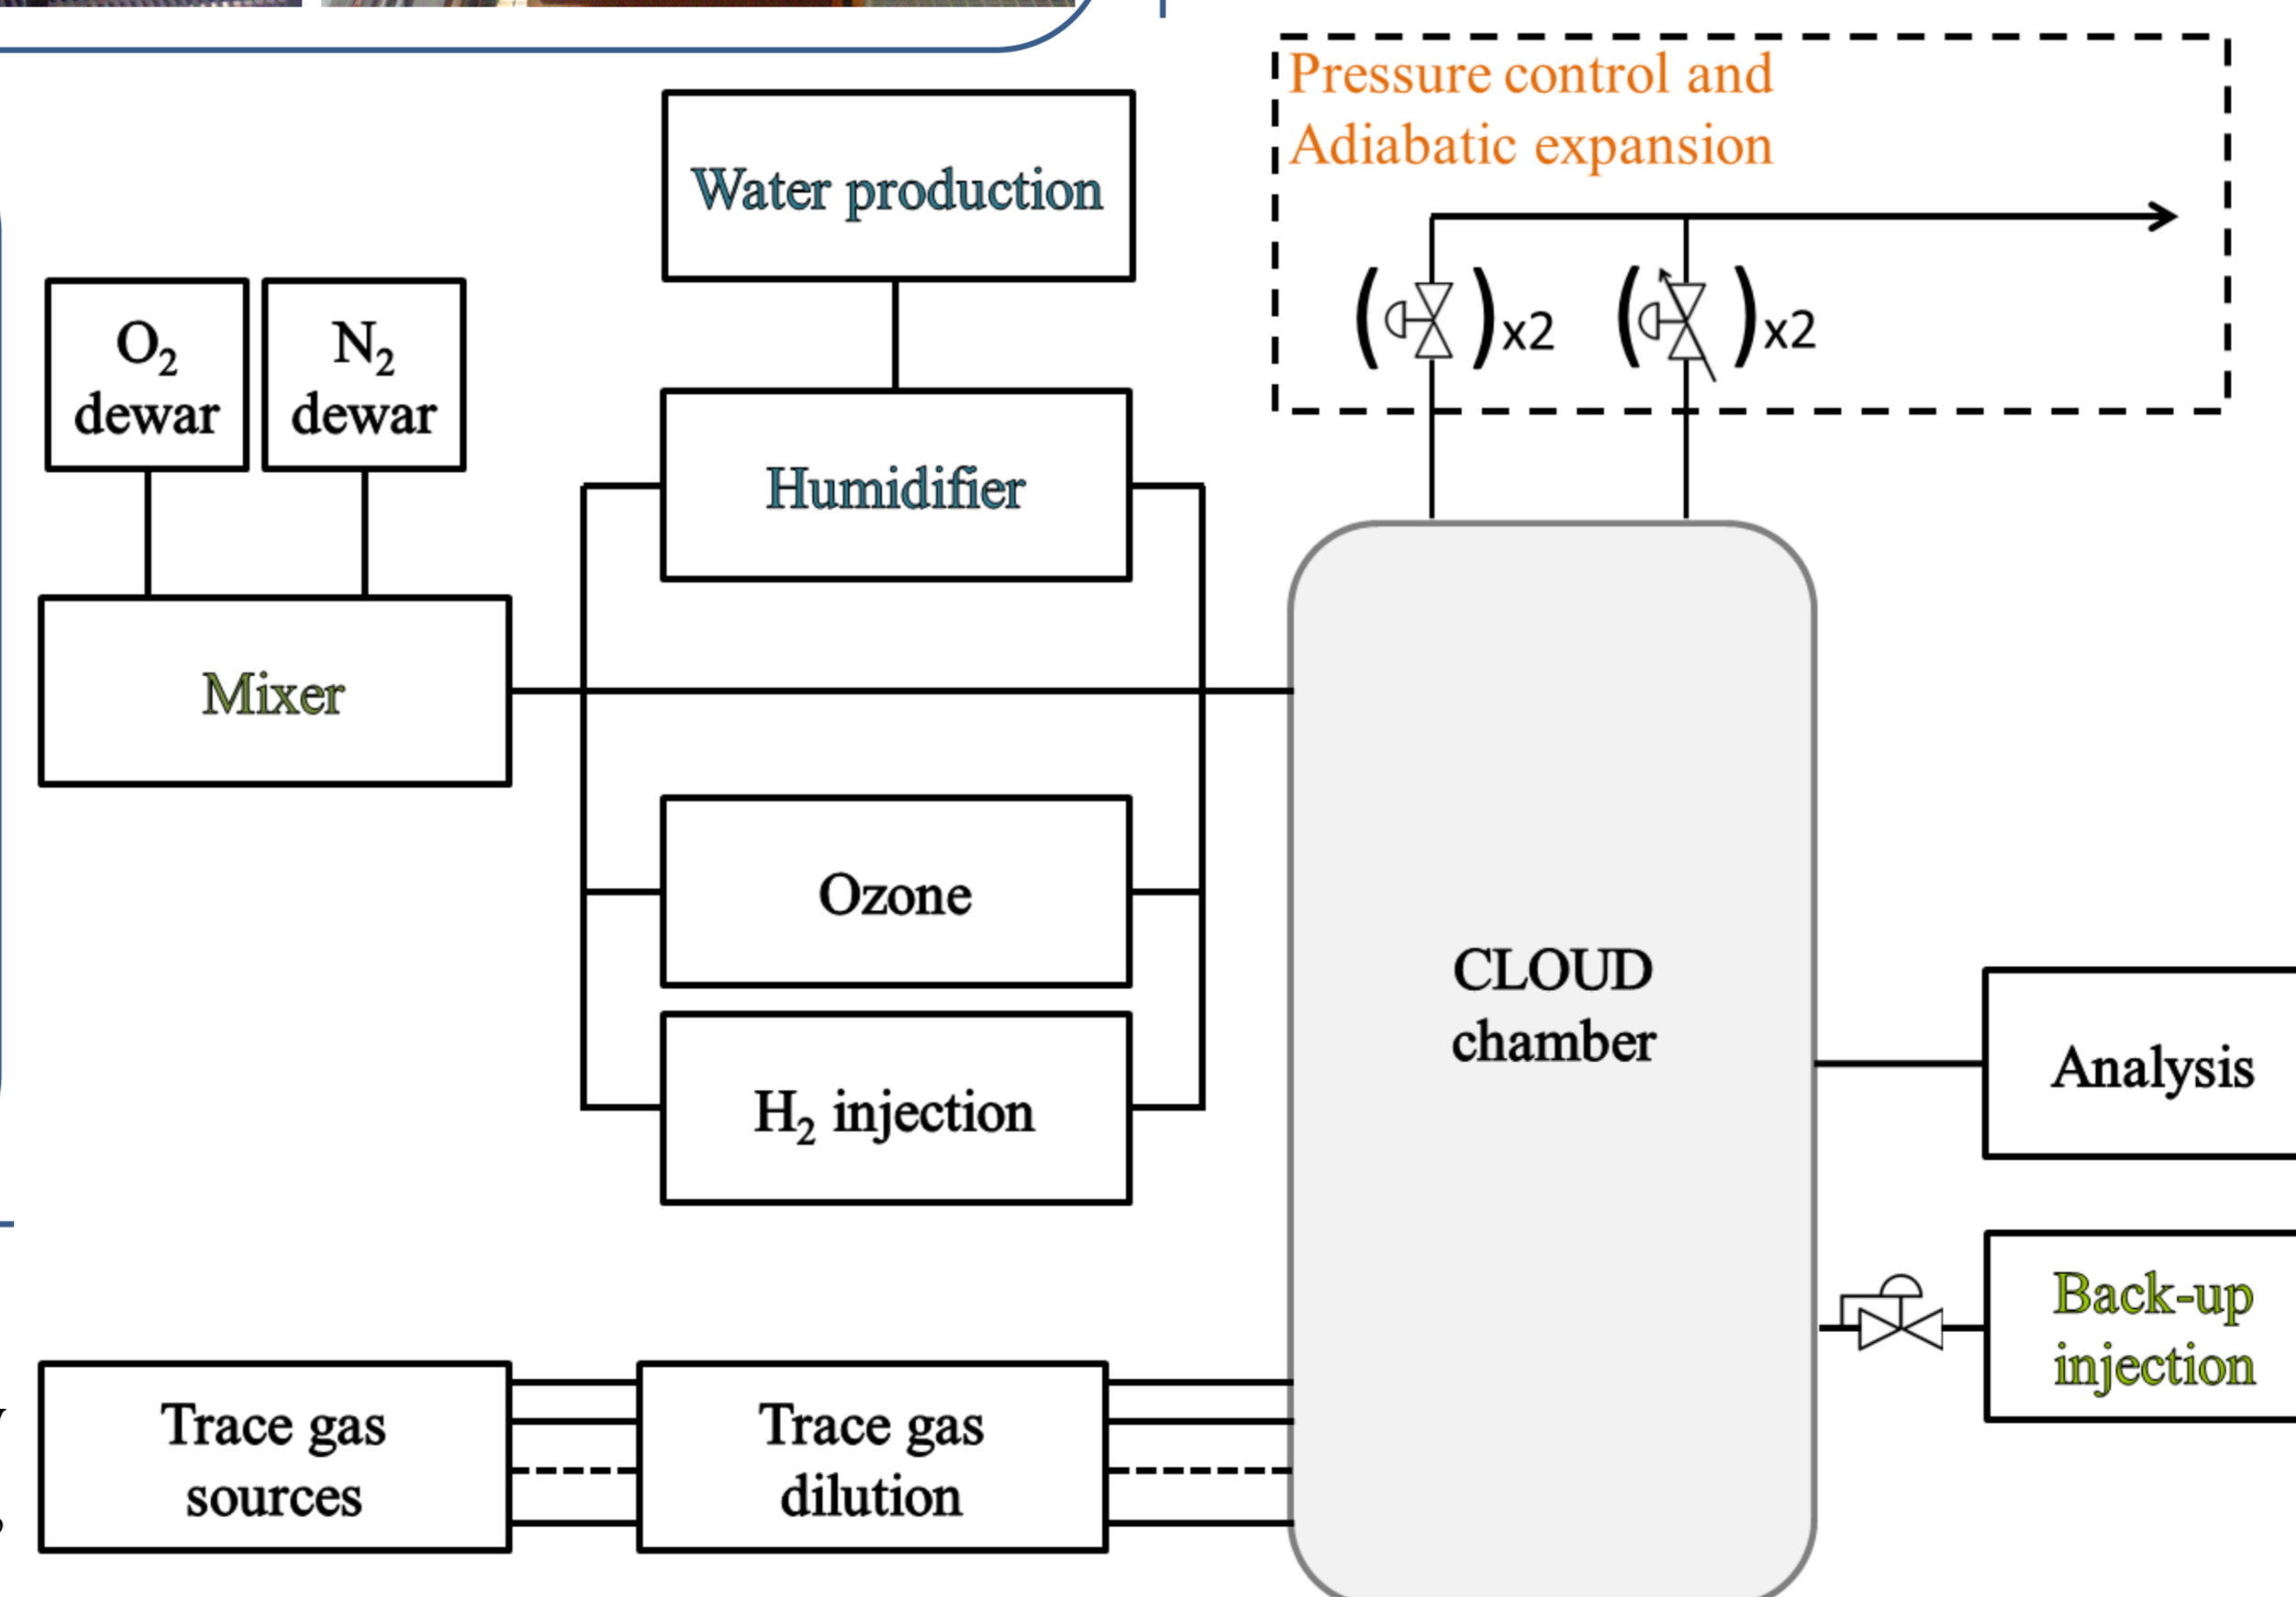 Pressure control and
Adiabatic expansion
x2
x2
Water production
O₂
dewar
N₂
dewar
Humidifier
Mixer
Ozone
H₂ injection
CLOUD
chamber
Analysis
Back-up
injection
Trace gas
sources
Trace gas
dilution